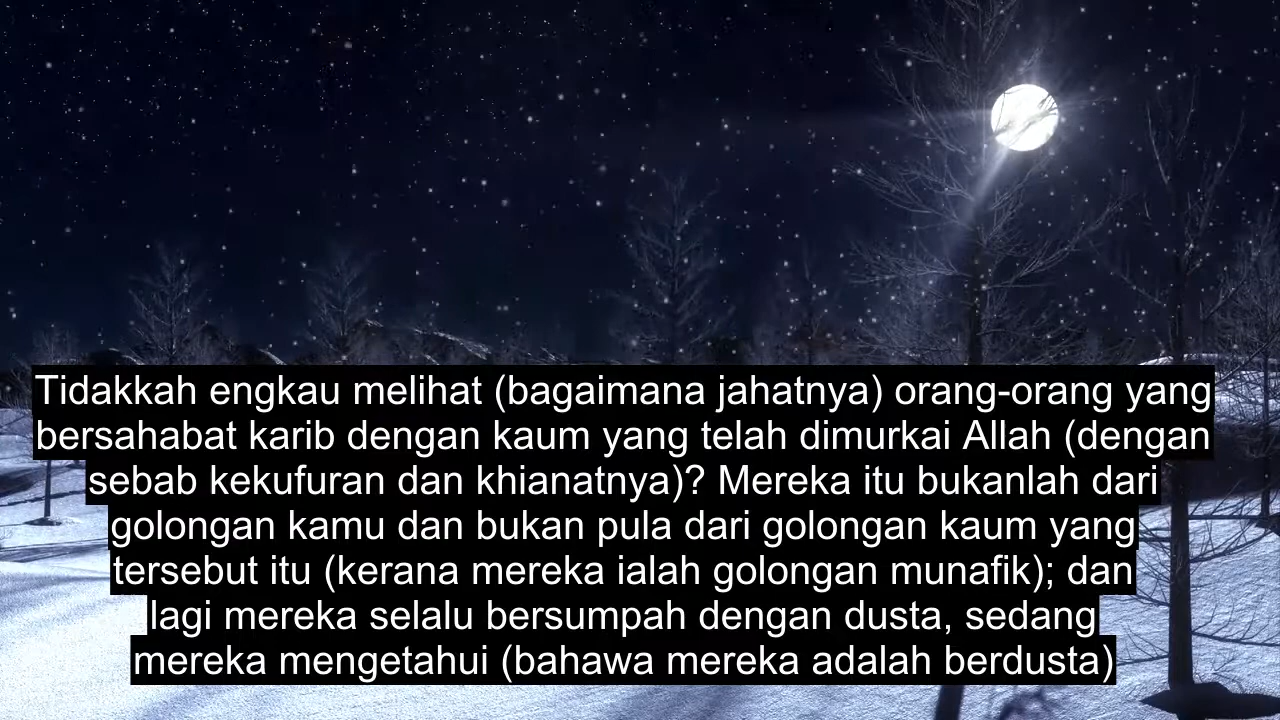 Tidakkah engkau melihat (bagaimana jahatnya) orang-orang yang
bersahabat karib dengan kaum yang telah dimurkai Allah (dengan
sebab kekufuran dan khianatnya)? Mereka itu bukanlah dari
golongan kamu dan bukan pula dari golongan kaum yang
tersebut itu (kerana mereka ialah golongan munafik); dan
lagi mereka selalu bersumpah dengan dusta, sedang
mereka mengetahui (bahawa mereka adalah berdusta)